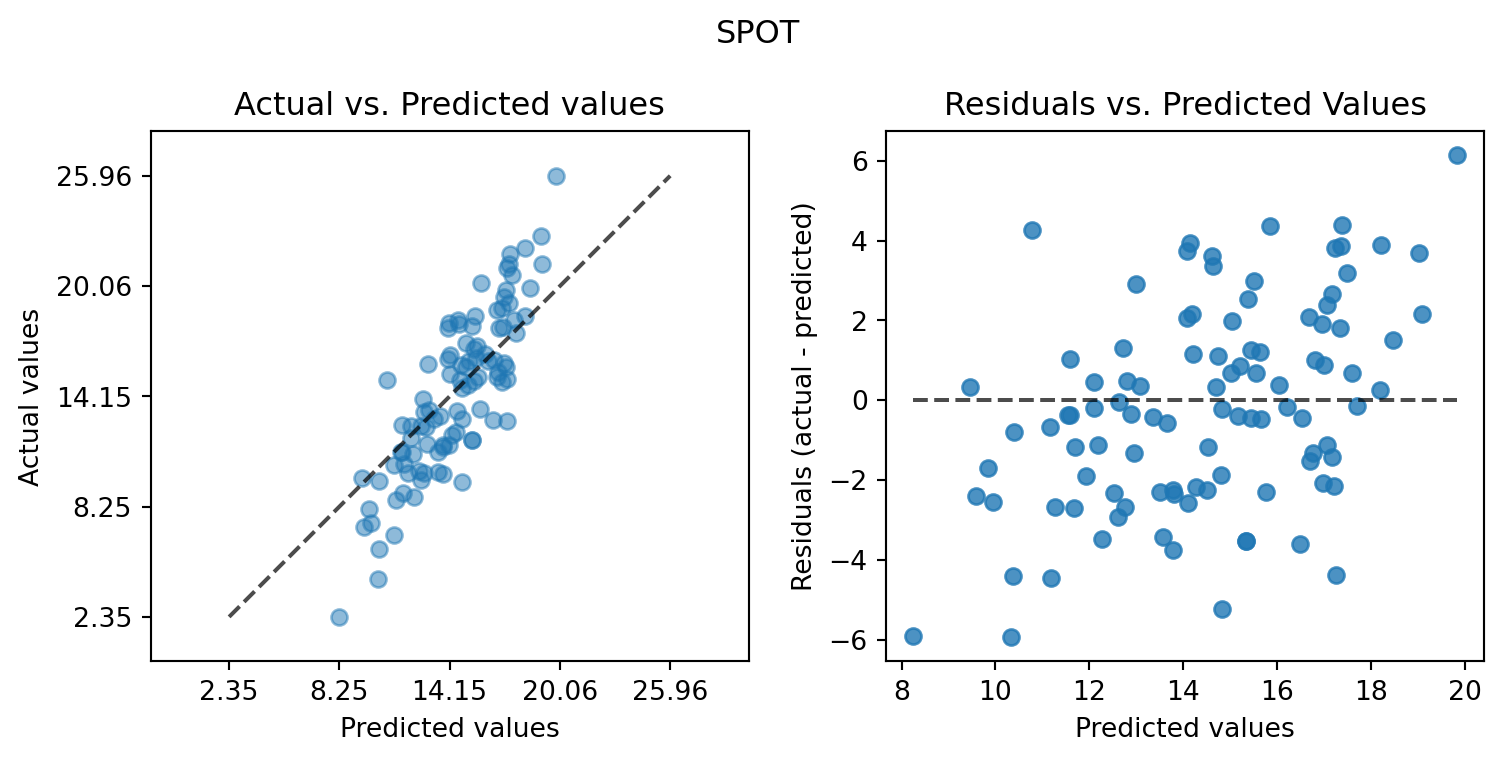 SPOT
Actual vs. Predicted values
Actual values
25.96
20.06
14.15
8.25
2.35
2.35 8.25 14.15 20.06 25.96
Predicted values
Residuals vs. Predicted Values
Residuals (actual - predicted)
6
4
2
0
−2
−4
−6
8 10 12 14 16 18 20
Predicted values